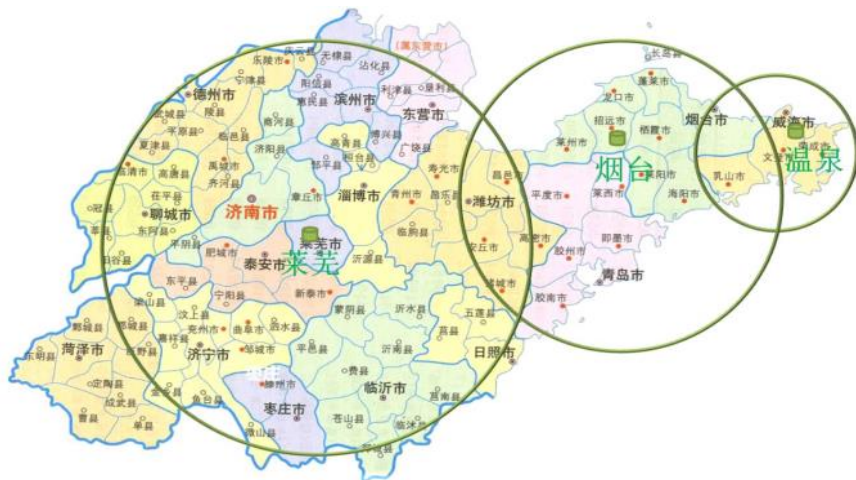 (属东营市)
长岛县
庆云县
无棣县
乐陵市
沾化县
宁津县
阳信县
利津县
垦利县
德州市
惠民县
滨州市
东营市
武城县
陵县
商河县
平原县
临邑县
博兴县
广饶县
夏津县
济阳县
高青县
桓台县
邹平县
禹城市
临清市
高唐县
齐河县
章丘市
淄博市
寿光市
昌邑市
青州市
昌乐县
潍坊市
茌平县
聊城市
冠县
莘县
东阿县
阳谷县
平阴县
济南市
肥城市
泰安市
莱芜市
莱芜
沂源县
临朐县
安丘市
高密市
诸城市
东平县
宁阳县
新泰市
蒙阴县
沂水县
五莲县
莒县
日照市
梁山县
汶上县
兖州市
曲阜市
泗水县
平邑县
沂南县
鄄城县
郓城县
嘉祥县
济宁市
邹城市
费县
临沂市
莒南县
东明县
菏泽市
巨野县
定陶县
成武县
曹县
单县
金乡县
鱼台县
微山县
滕州市
枣庄市
苍山县
临沭县
郯城县
蓬莱市
龙口市
招远市
栖霞市
烟台市
莱州市
烟台
莱阳市
莱西市
海阳市
平度市
即墨市
胶州市
青岛市
胶南市
威海市
荣成市
文登市
温泉
乳山市